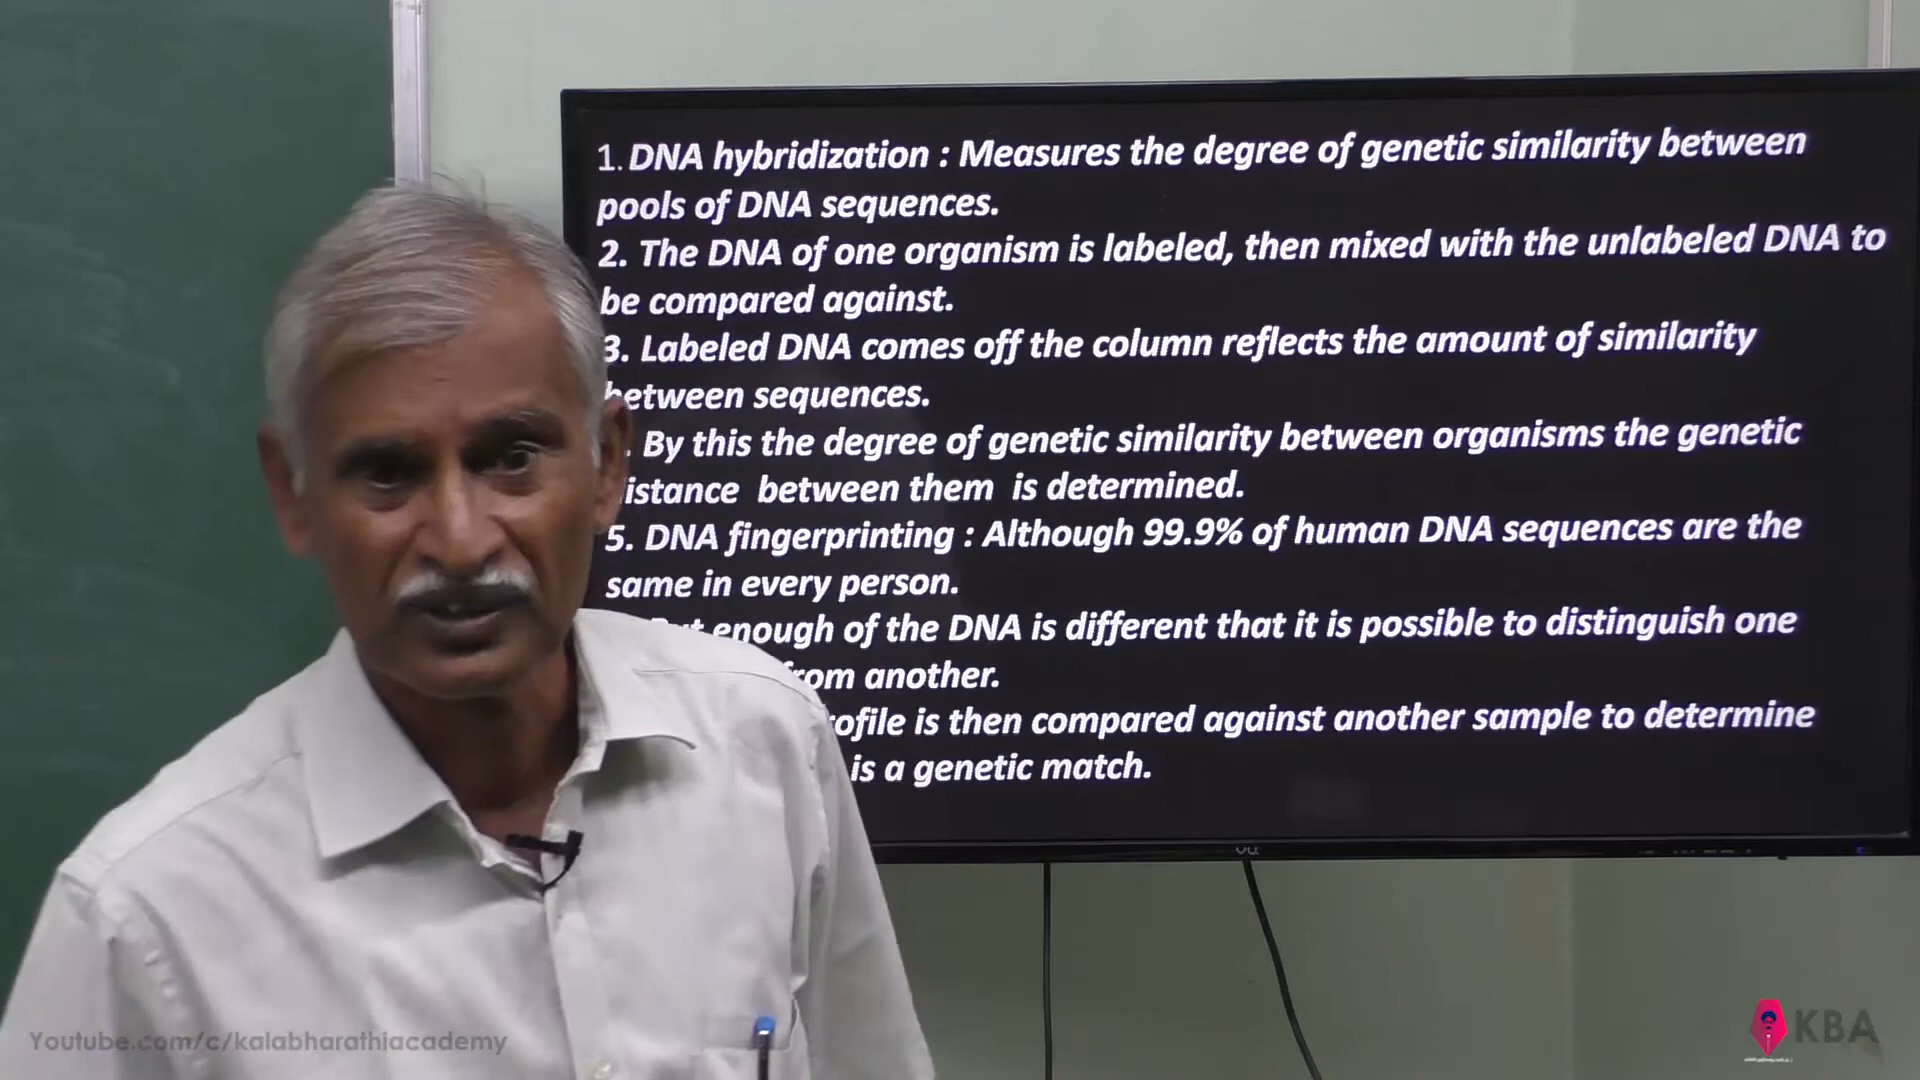 1. DNA hybridization : Measures the degree of genetic similarity between
pools of DNA sequences.
2. The DNA of one organism is labeled, then mixed with the unlabeled DNA to
be compared against.
3. Labeled DNA comes off the column reflects the amount of similarity
between sequences.
. By this the degree of genetic similarity between organisms the genetic
istance between them is determined.
5. DNA fingerprinting : Although 99.9% of human DNA sequences are the
same in every person.
enough of the DNA is different that it is possible to distinguish one
from another.
rofile is then compared against another sample to determine
is a genetic match.
Youtube.com/c/kalabharathiacademy
KBA